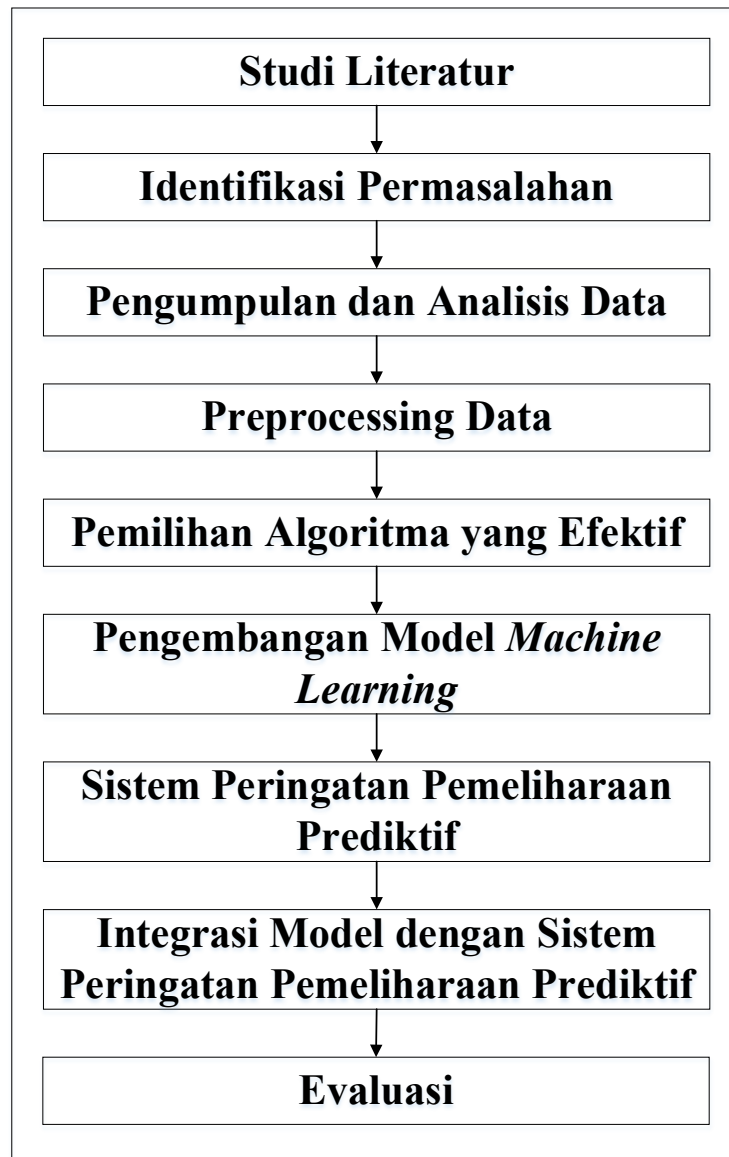 Studi Literatur
Identifikasi Permasalahan
Pengumpulan dan Analisis Data
Preprocessing Data
Pemilihan Algoritma yang Efektif
Pengembangan Model Machine
Learning
Sistem Peringatan Pemeliharaan
Prediktif
Integrasi Model dengan Sistem
Peringatan Pemeliharaan Prediktif
Evaluasi